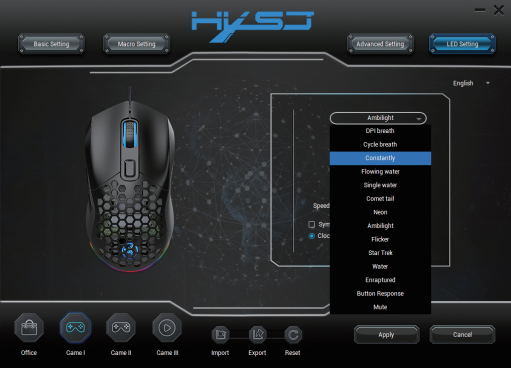 HXSJ
Basic Setting
Macro Setting
Advanced Setting
LED Setting
English
Ambilight
DPI breath
Cycle breath
Constantly
Flowing water
Single water
Comet tail
Neon
Ambilight
Flicker
Star Trek
Water
Enraptured
Button Response
Mute
Speed
Sym
Cloc
Office
Game I
Game II
Game III
Import
Export
Reset
Apply
Cancel